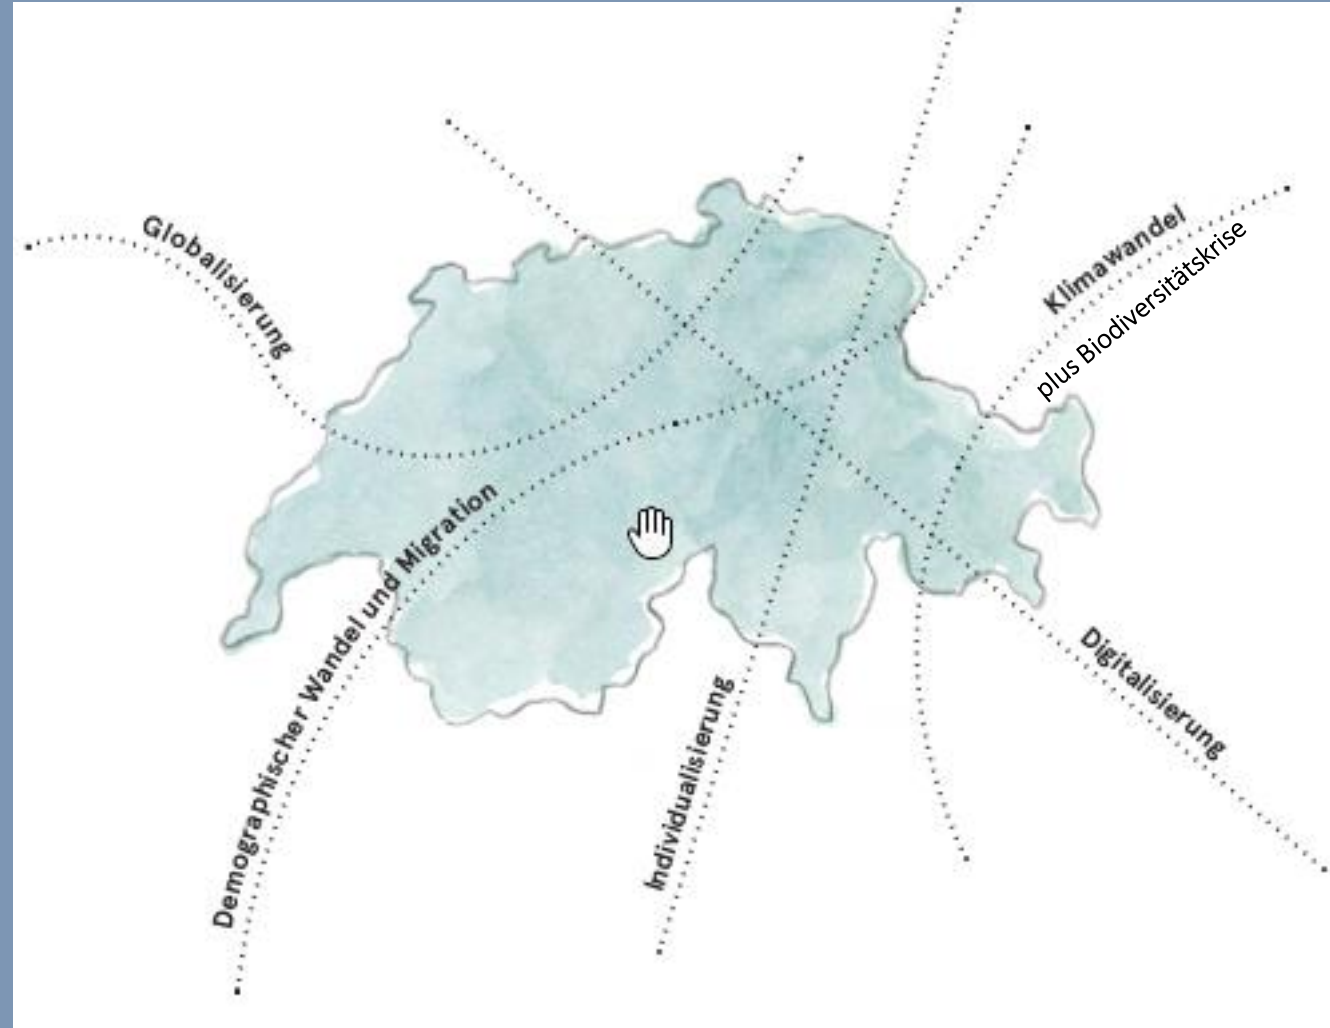 Globalisierung
Klimawandel
plus Biodiversitätskrise
Demographischer Wandel und Migration
Individualisierung
Digitalisierung